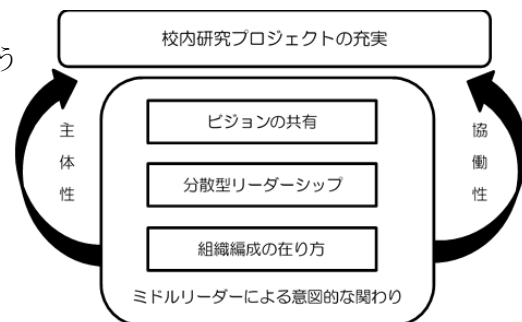 う
校内研究プロジェクトの充実
主体性
ビジョンの共有
分散型リーダーシップ
組織編成の在り方
協働性
ミドルリーダーによる意図的な関わり